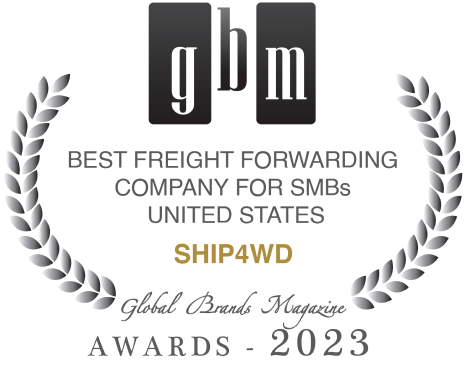 gbm
BEST FREIGHT FORWARDING
COMPANY FOR SMBs
UNITED STATES
SHIP4WD
Global Brands Magazine
AWARDS - 2023